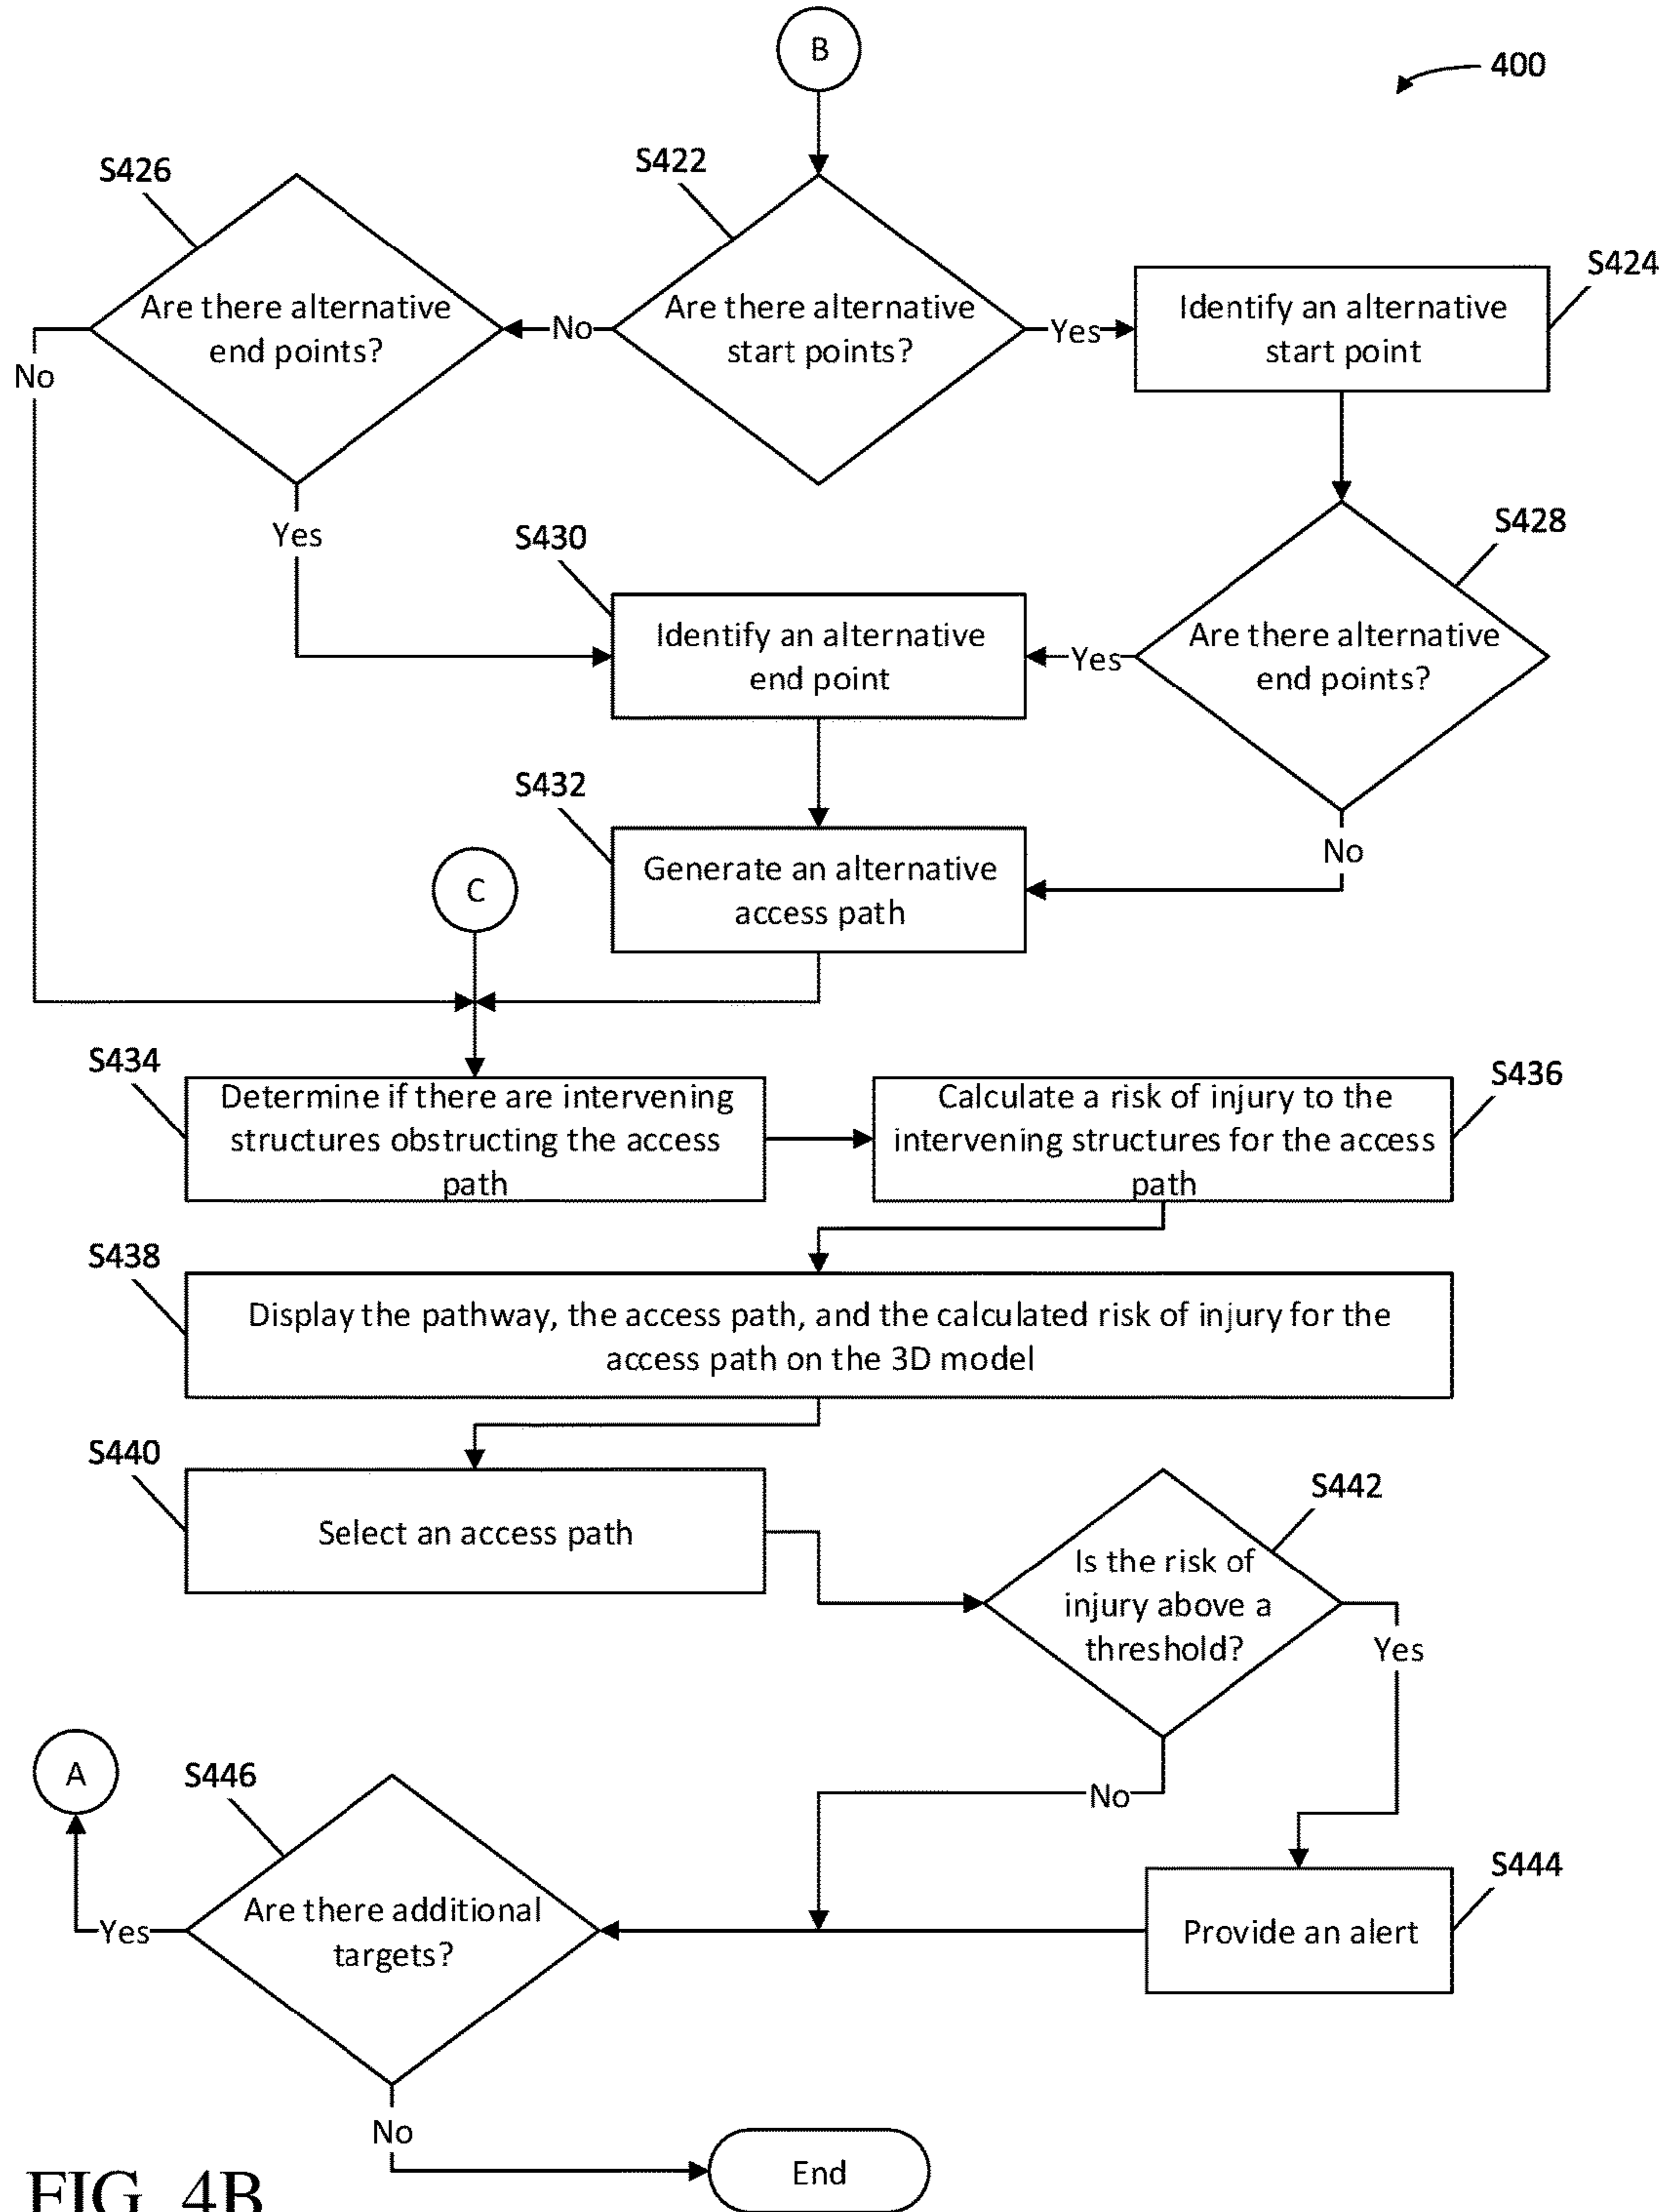 B
400
S426
S422
S424
Are there alternative
end points?
No
Are there alternative
start points?
Yes
Identify an alternative
start point
No
Yes
S430
S428
Identify an alternative
end point
Yes
Are there alternative
end points?
S432
No
C
Generate an alternative
access path
S434
Determine if there are intervening
structures obstructing the access
path
S436
Calculate a risk of injury to the
intervening structures for the access
path
S438
Display the pathway, the access path, and the calculated risk of injury for the
access path on the 3D model
S440
Select an access path
S442
Is the risk of
injury above a
threshold?
Yes
No
A
S446
S444
Are there additional
targets?
Yes
Provide an alert
No
End
FIG. 4B